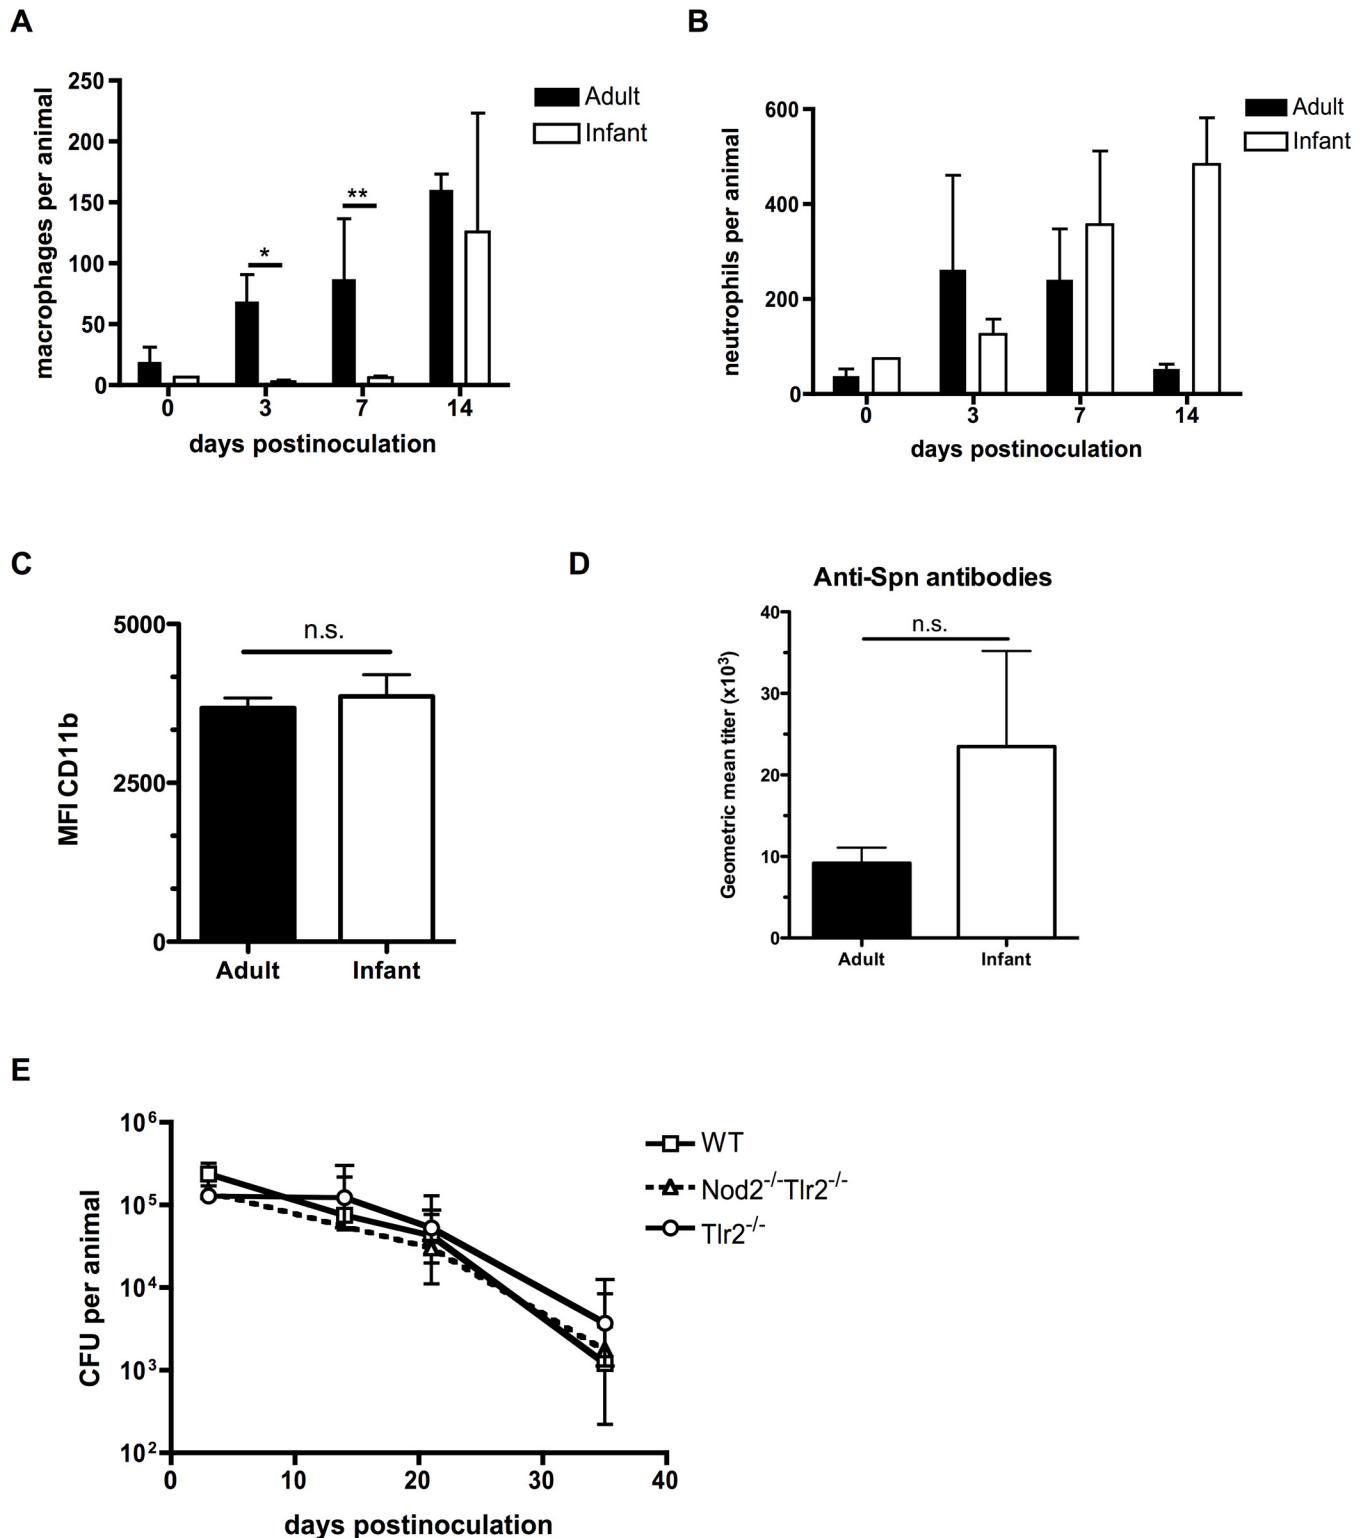 A
250
200
150
100
50
0
macrophages per animal
*
**
Adult
Infant
0 3 7 14
days postinoculation
B
600
400
200
0
neutrophils per animal
Adult
Infant
0 3 7 14
days postinoculation
C
5000
2500
0
MFI CD11b
n.s.
Adult Infant
D
Anti-Spn antibodies
40
30
20
10
0
Geometric mean titer (x10³)
n.s.
Adult Infant
E
10⁶
10⁵
10⁴
10³
10²
CFU per animal
WT
Nod2⁻/⁻Tlr2⁻/⁻
Tlr2⁻/⁻
0 10 20 30 40
days postinoculation